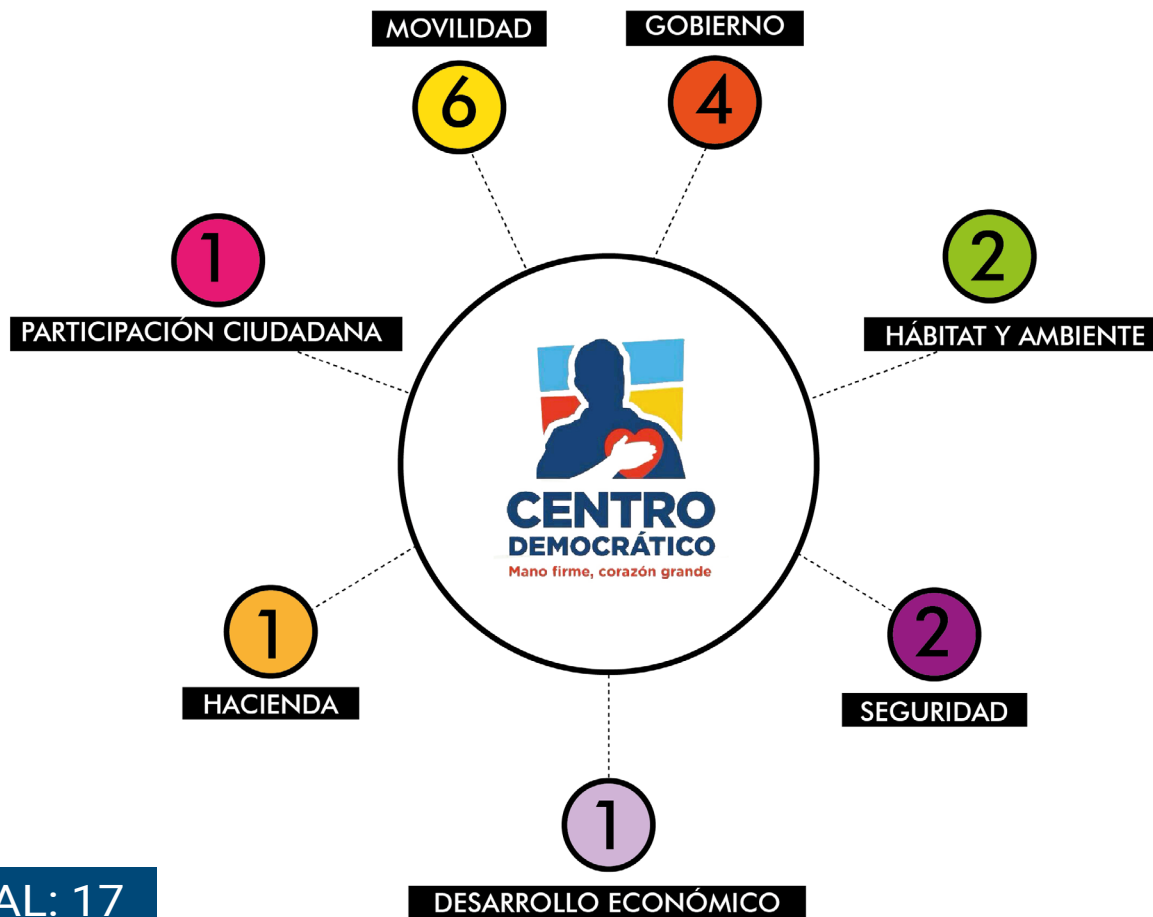 MOVILIDAD
6
GOBIERNO
4
1
PARTICIPACIÓN CIUDADANA
2
HÁBITAT Y AMBIENTE
CENTRO
DEMOCRÁTICO
Mano firme, corazón grande
1
HACIENDA
2
SEGURIDAD
1
DESARROLLO ECONÓMICO
AL: 17